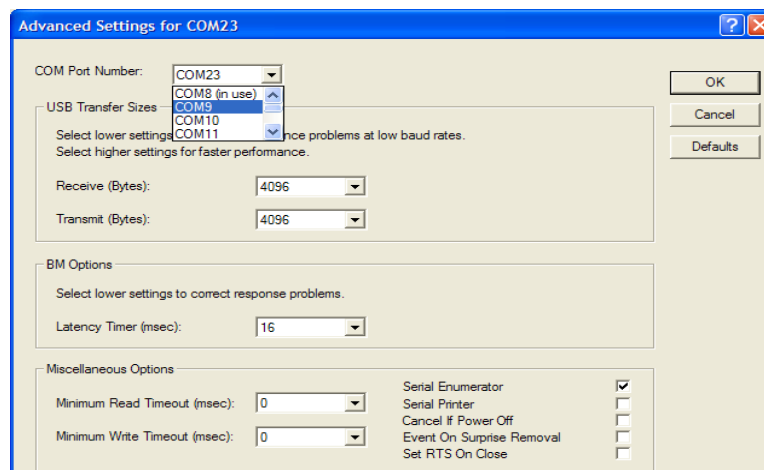 Advanced Settings for COM23
COM Port Number:
COM23
COM8 (in use)
COM9
COM10
COM11
OK
Cancel
Defaults
USB Transfer Sizes
Select lower settings nce problems at low baud rates.
Select higher settings for faster performance.
Receive (Bytes):
4096
Transmit (Bytes):
4096
BM Options
Select lower settings to correct response problems.
Latency Timer (msec):
16
Miscellaneous Options
Minimum Read Timeout (msec):
0
Minimum Write Timeout (msec):
0
Serial Enumerator
Serial Printer
Cancel If Power Off
Event On Surprise Removal
Set RTS On Close